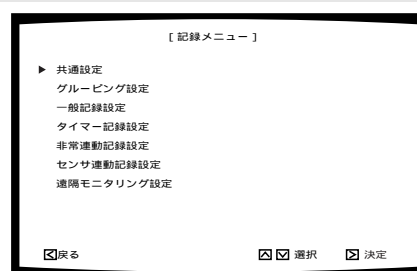 [ 記録メニュー ]
▶ 共通設定
グルーピング設定
一般記録設定
タイマー記録設定
非常連動記録設定
センサ連動記録設定
遠隔モニタリング設定
戻る 選択 決定